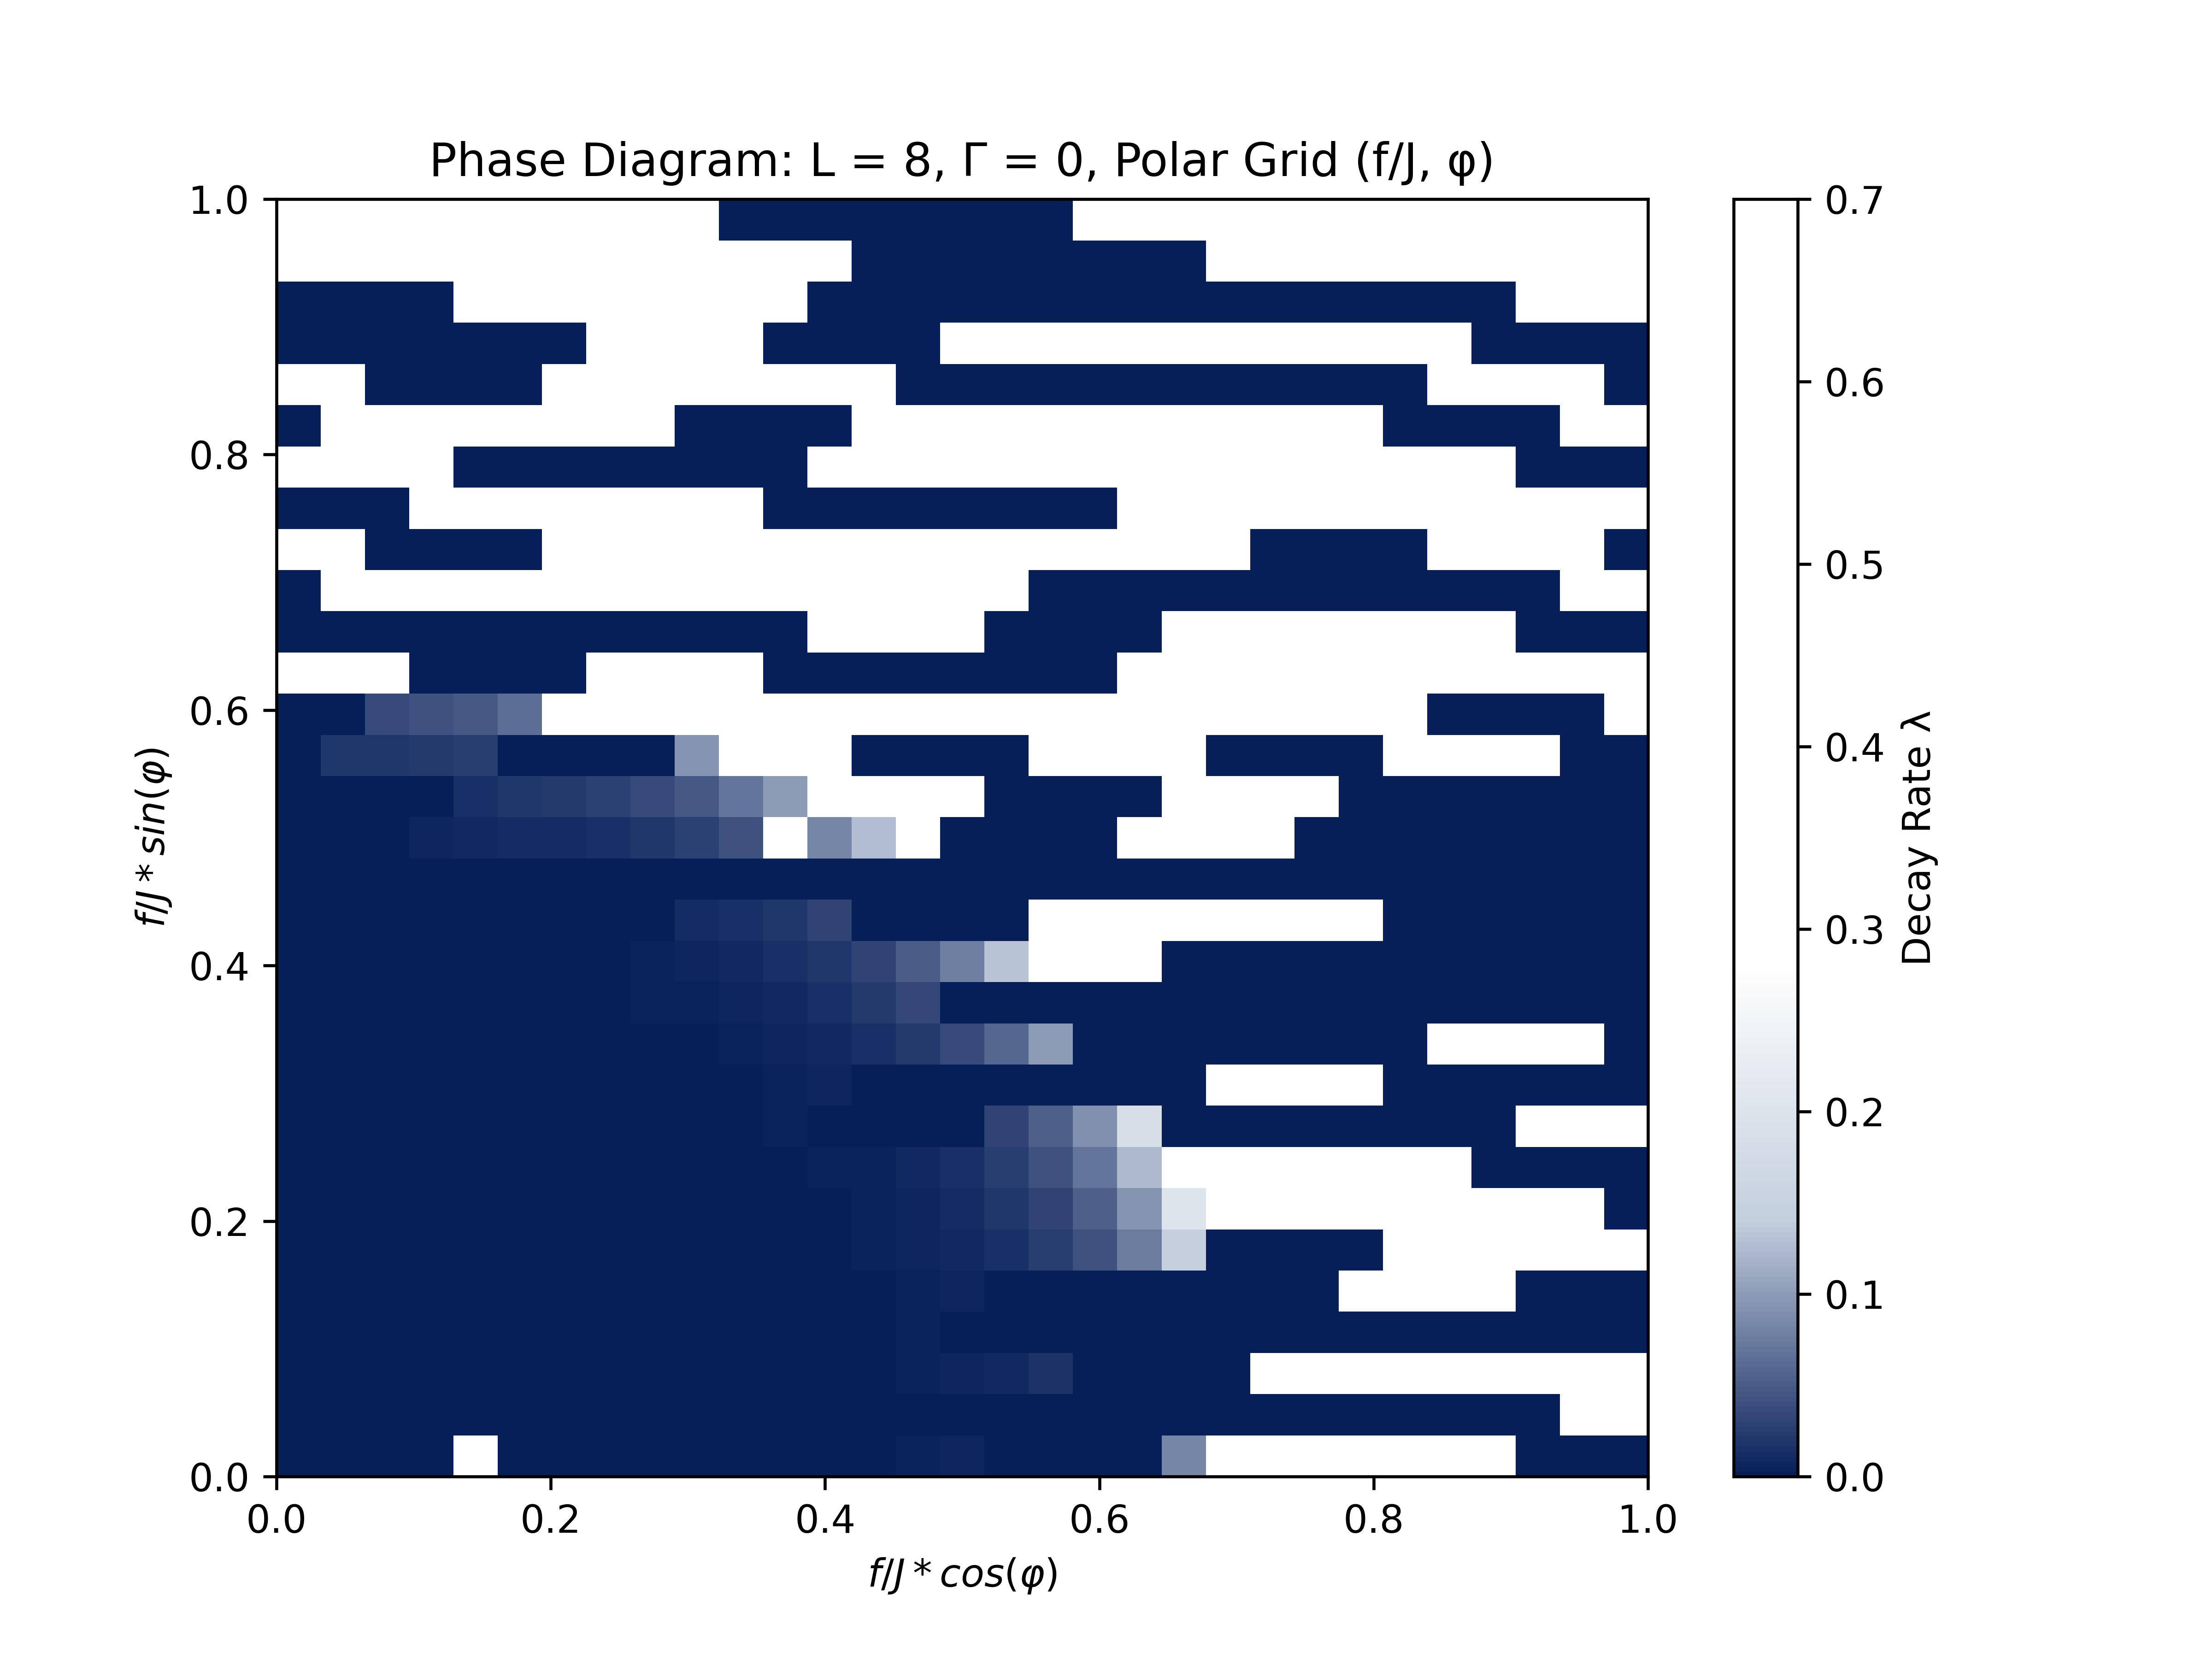 Phase Diagram: L = 8, Γ = 0, Polar Grid (f/J, φ)
1.0
0.8
0.6
0.4
0.2
0.0
f/J * sin(φ)
0.0 0.2 0.4 0.6 0.8 1.0
f/J * cos(φ)
0.7
0.6
0.5
0.4
0.3
0.2
0.1
0.0
Decay Rate λ